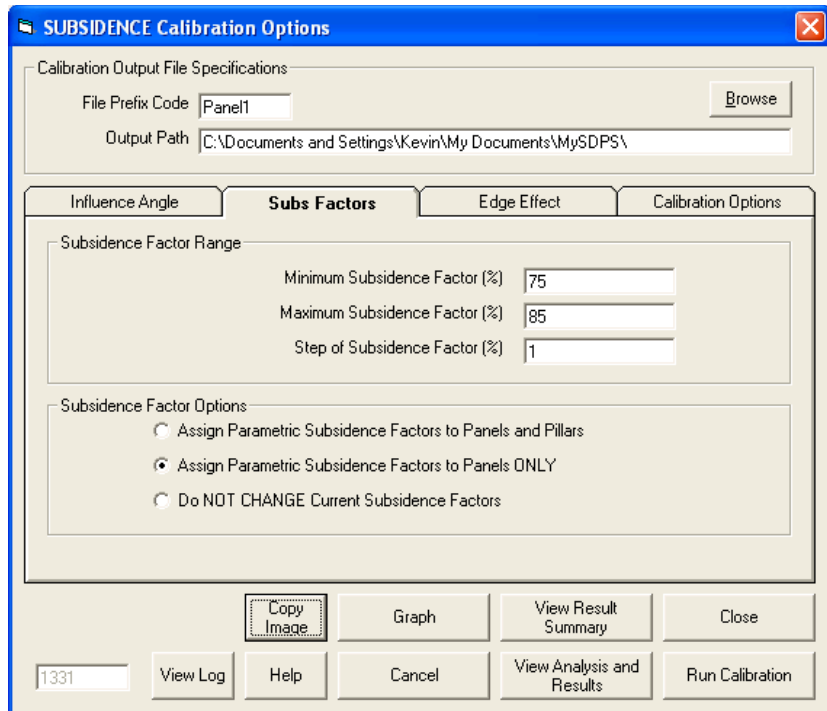 SUBSIDENCE Calibration Options
Calibration Output File Specifications
File Prefix Code Panel1 Browse
Output Path C:\Documents and Settings\Kevin\My Documents\MySDPS\
Influence Angle Subs Factors Edge Effect Calibration Options
Subsidence Factor Range
Minimum Subsidence Factor (%) 75
Maximum Subsidence Factor (%) 85
Step of Subsidence Factor (%) 1
Subsidence Factor Options
Assign Parametric Subsidence Factors to Panels and Pillars
Assign Parametric Subsidence Factors to Panels ONLY
Do NOT CHANGE Current Subsidence Factors
Copy
Image
Graph
View Result
Summary
Close
1331
View Log
Help
Cancel
View Analysis and
Results
Run Calibration